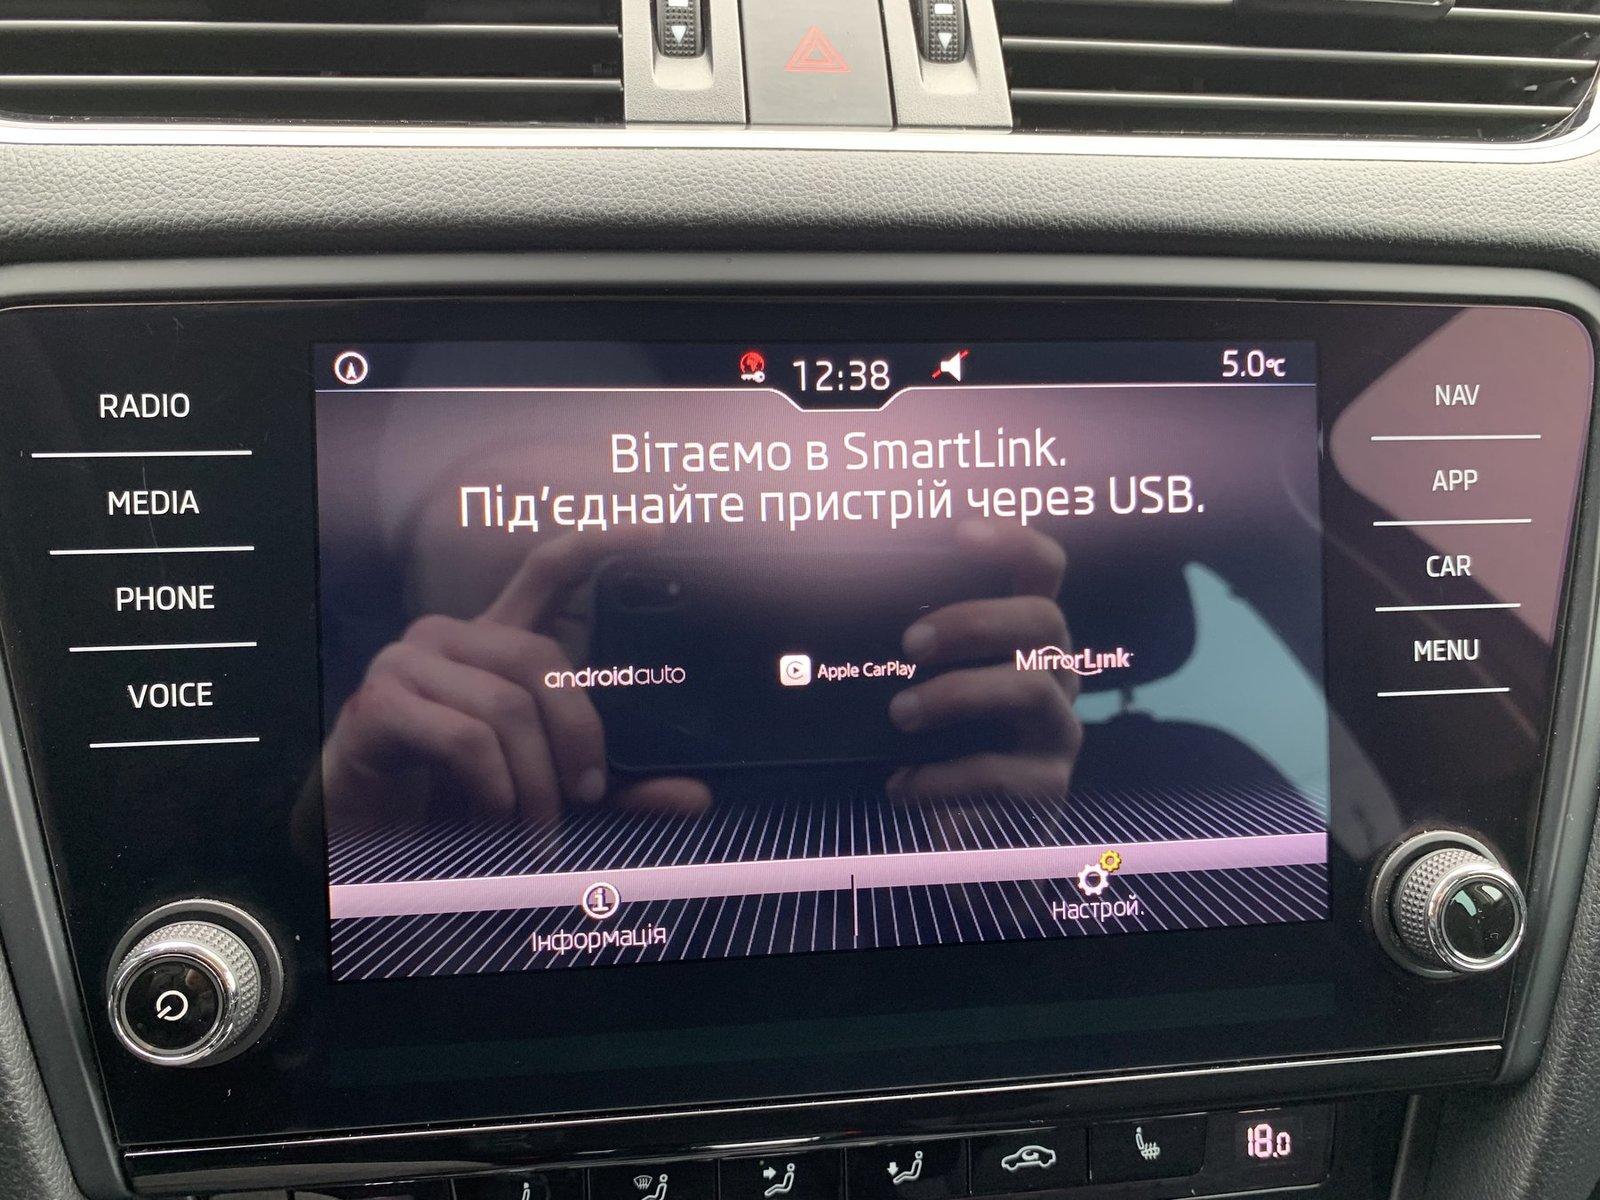 12:38
5.0°C
RADIO
MEDIA
PHONE
VOICE
Вітаємо в SmartLink.
Під’єднайте пристрій через USB.
androidauto
Apple CarPlay
MirrorLink
Інформація
Настрой.
NAV
APP
CAR
MENU
18.0